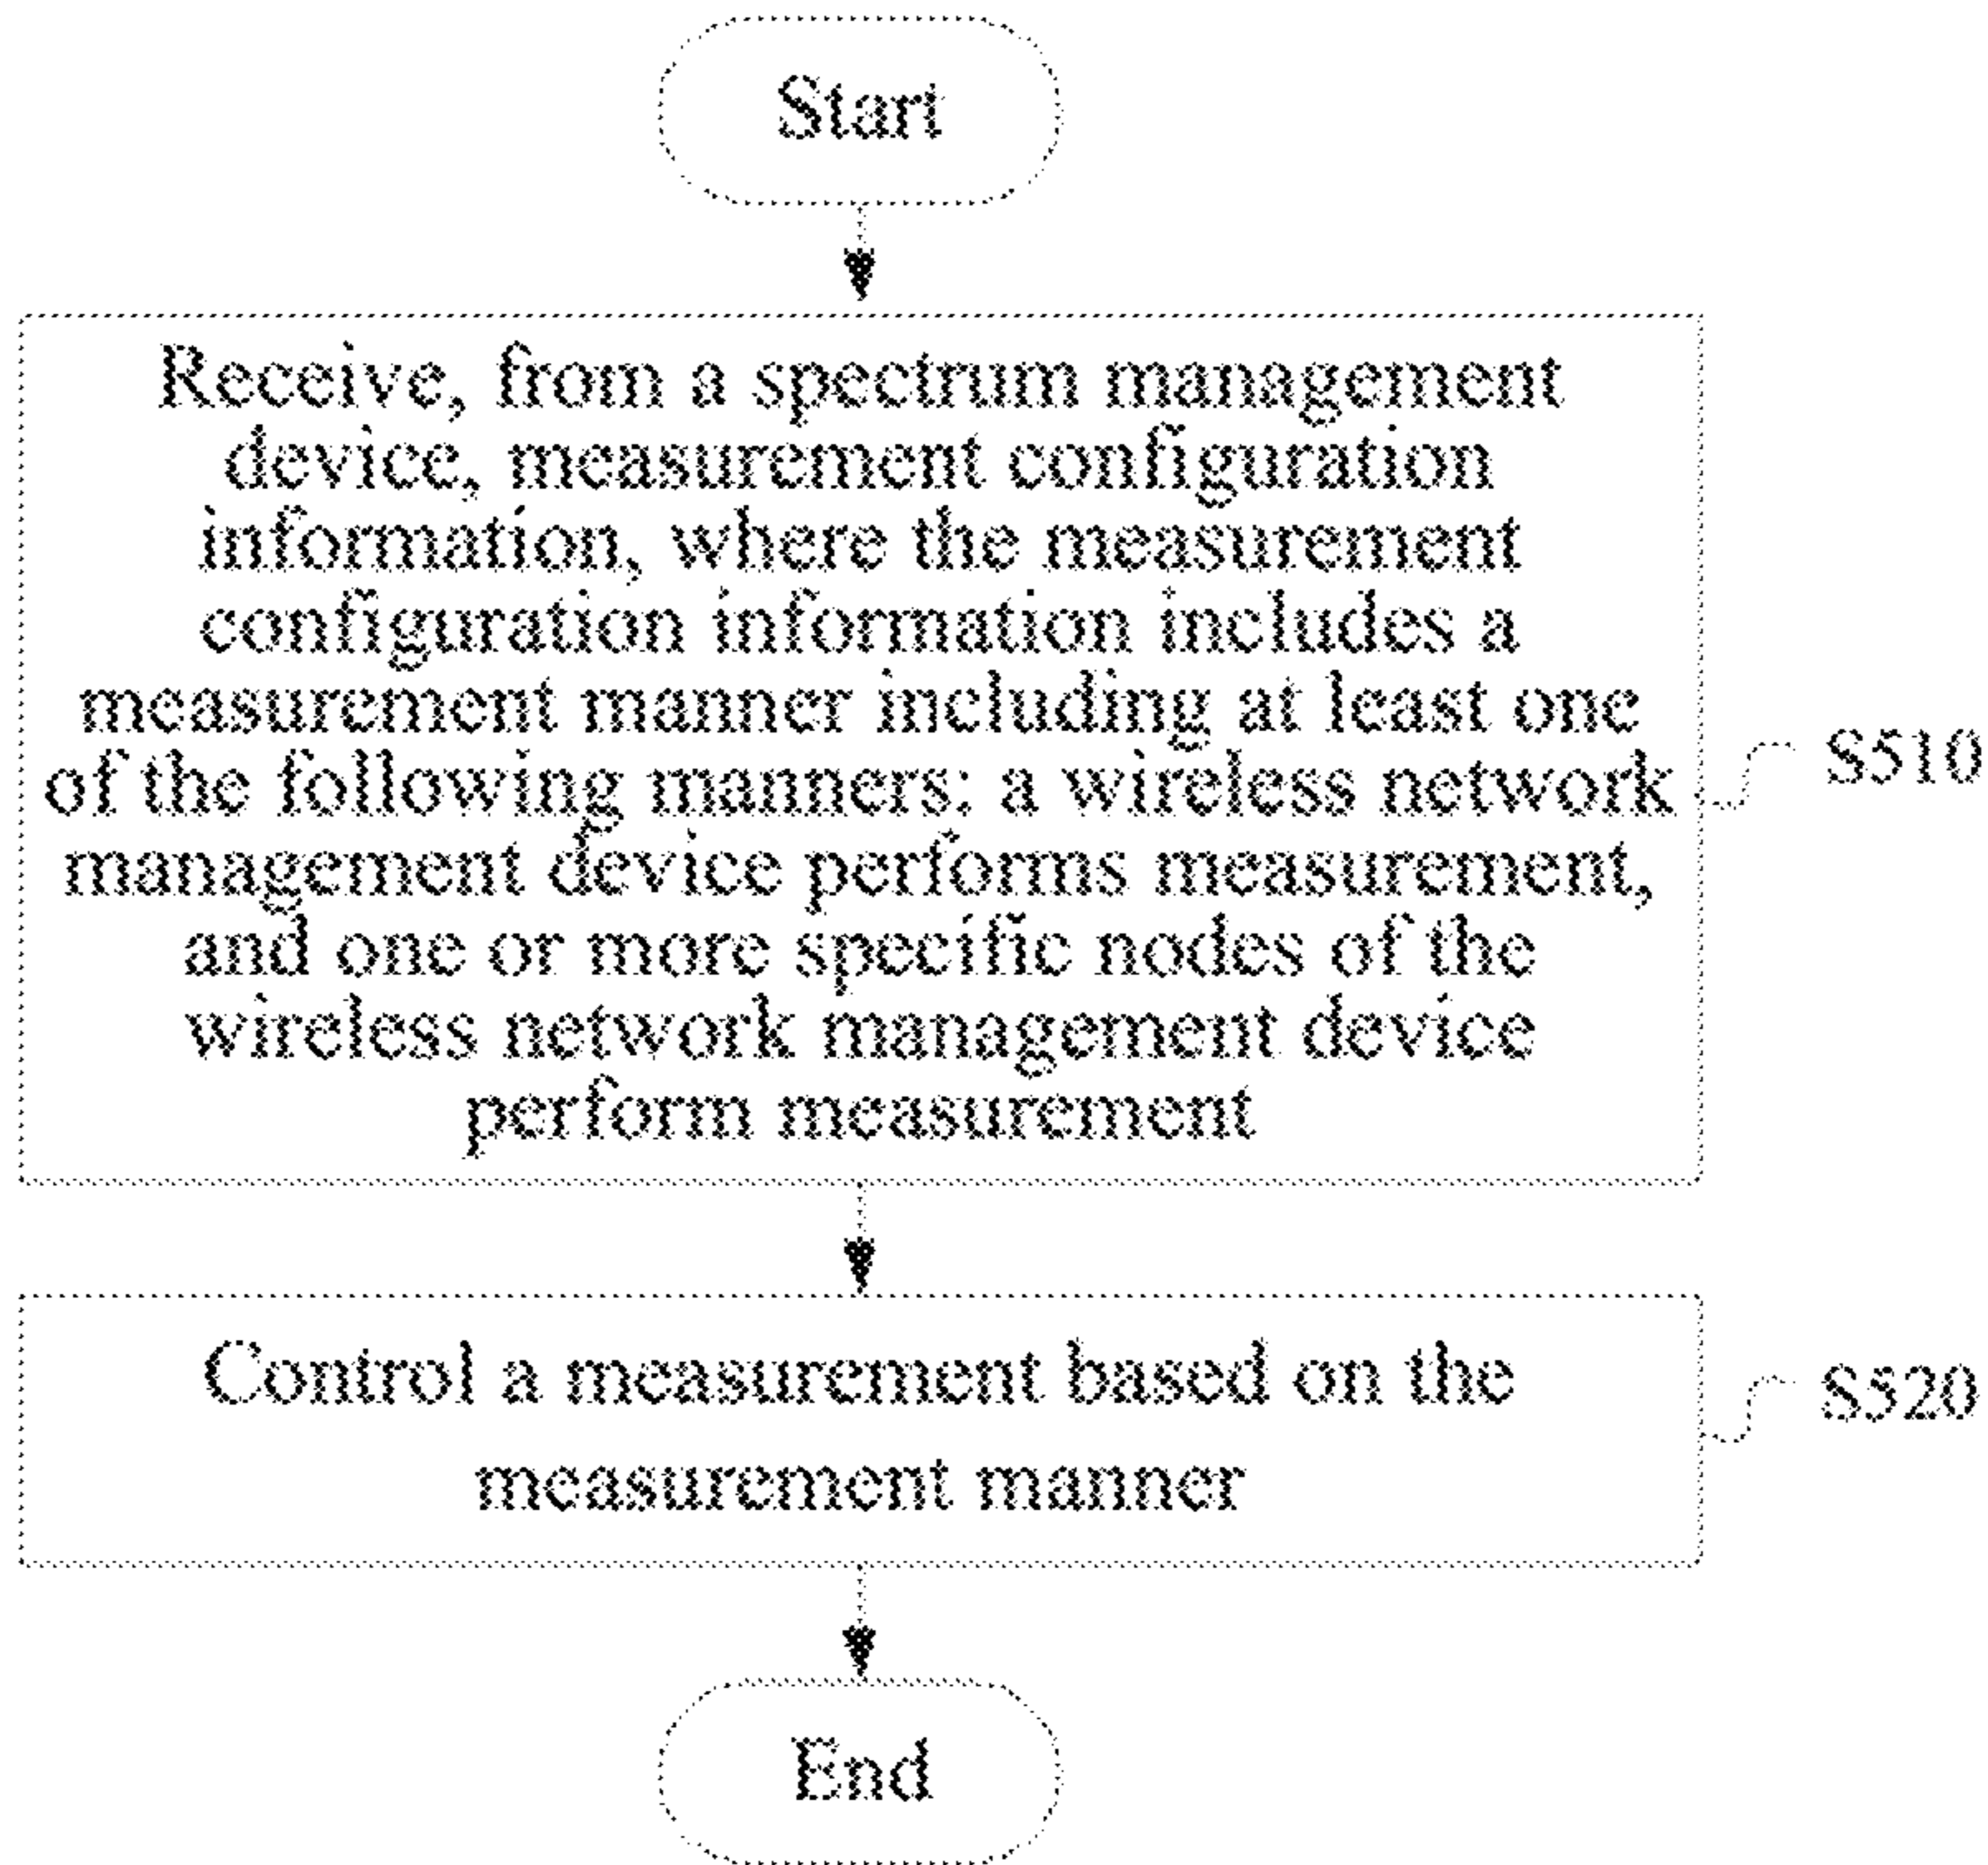 Start
Receive, from a spectrum management
device, measurement configuration
information, where the measurement
configuration information includes a
measurement manner including at least one
of the following manners: a wireless network
management device performs measurement,
and one or more specific nodes of the
wireless network management device
perform measurement
S510
Control a measurement based on the
measurement manner
S520
End